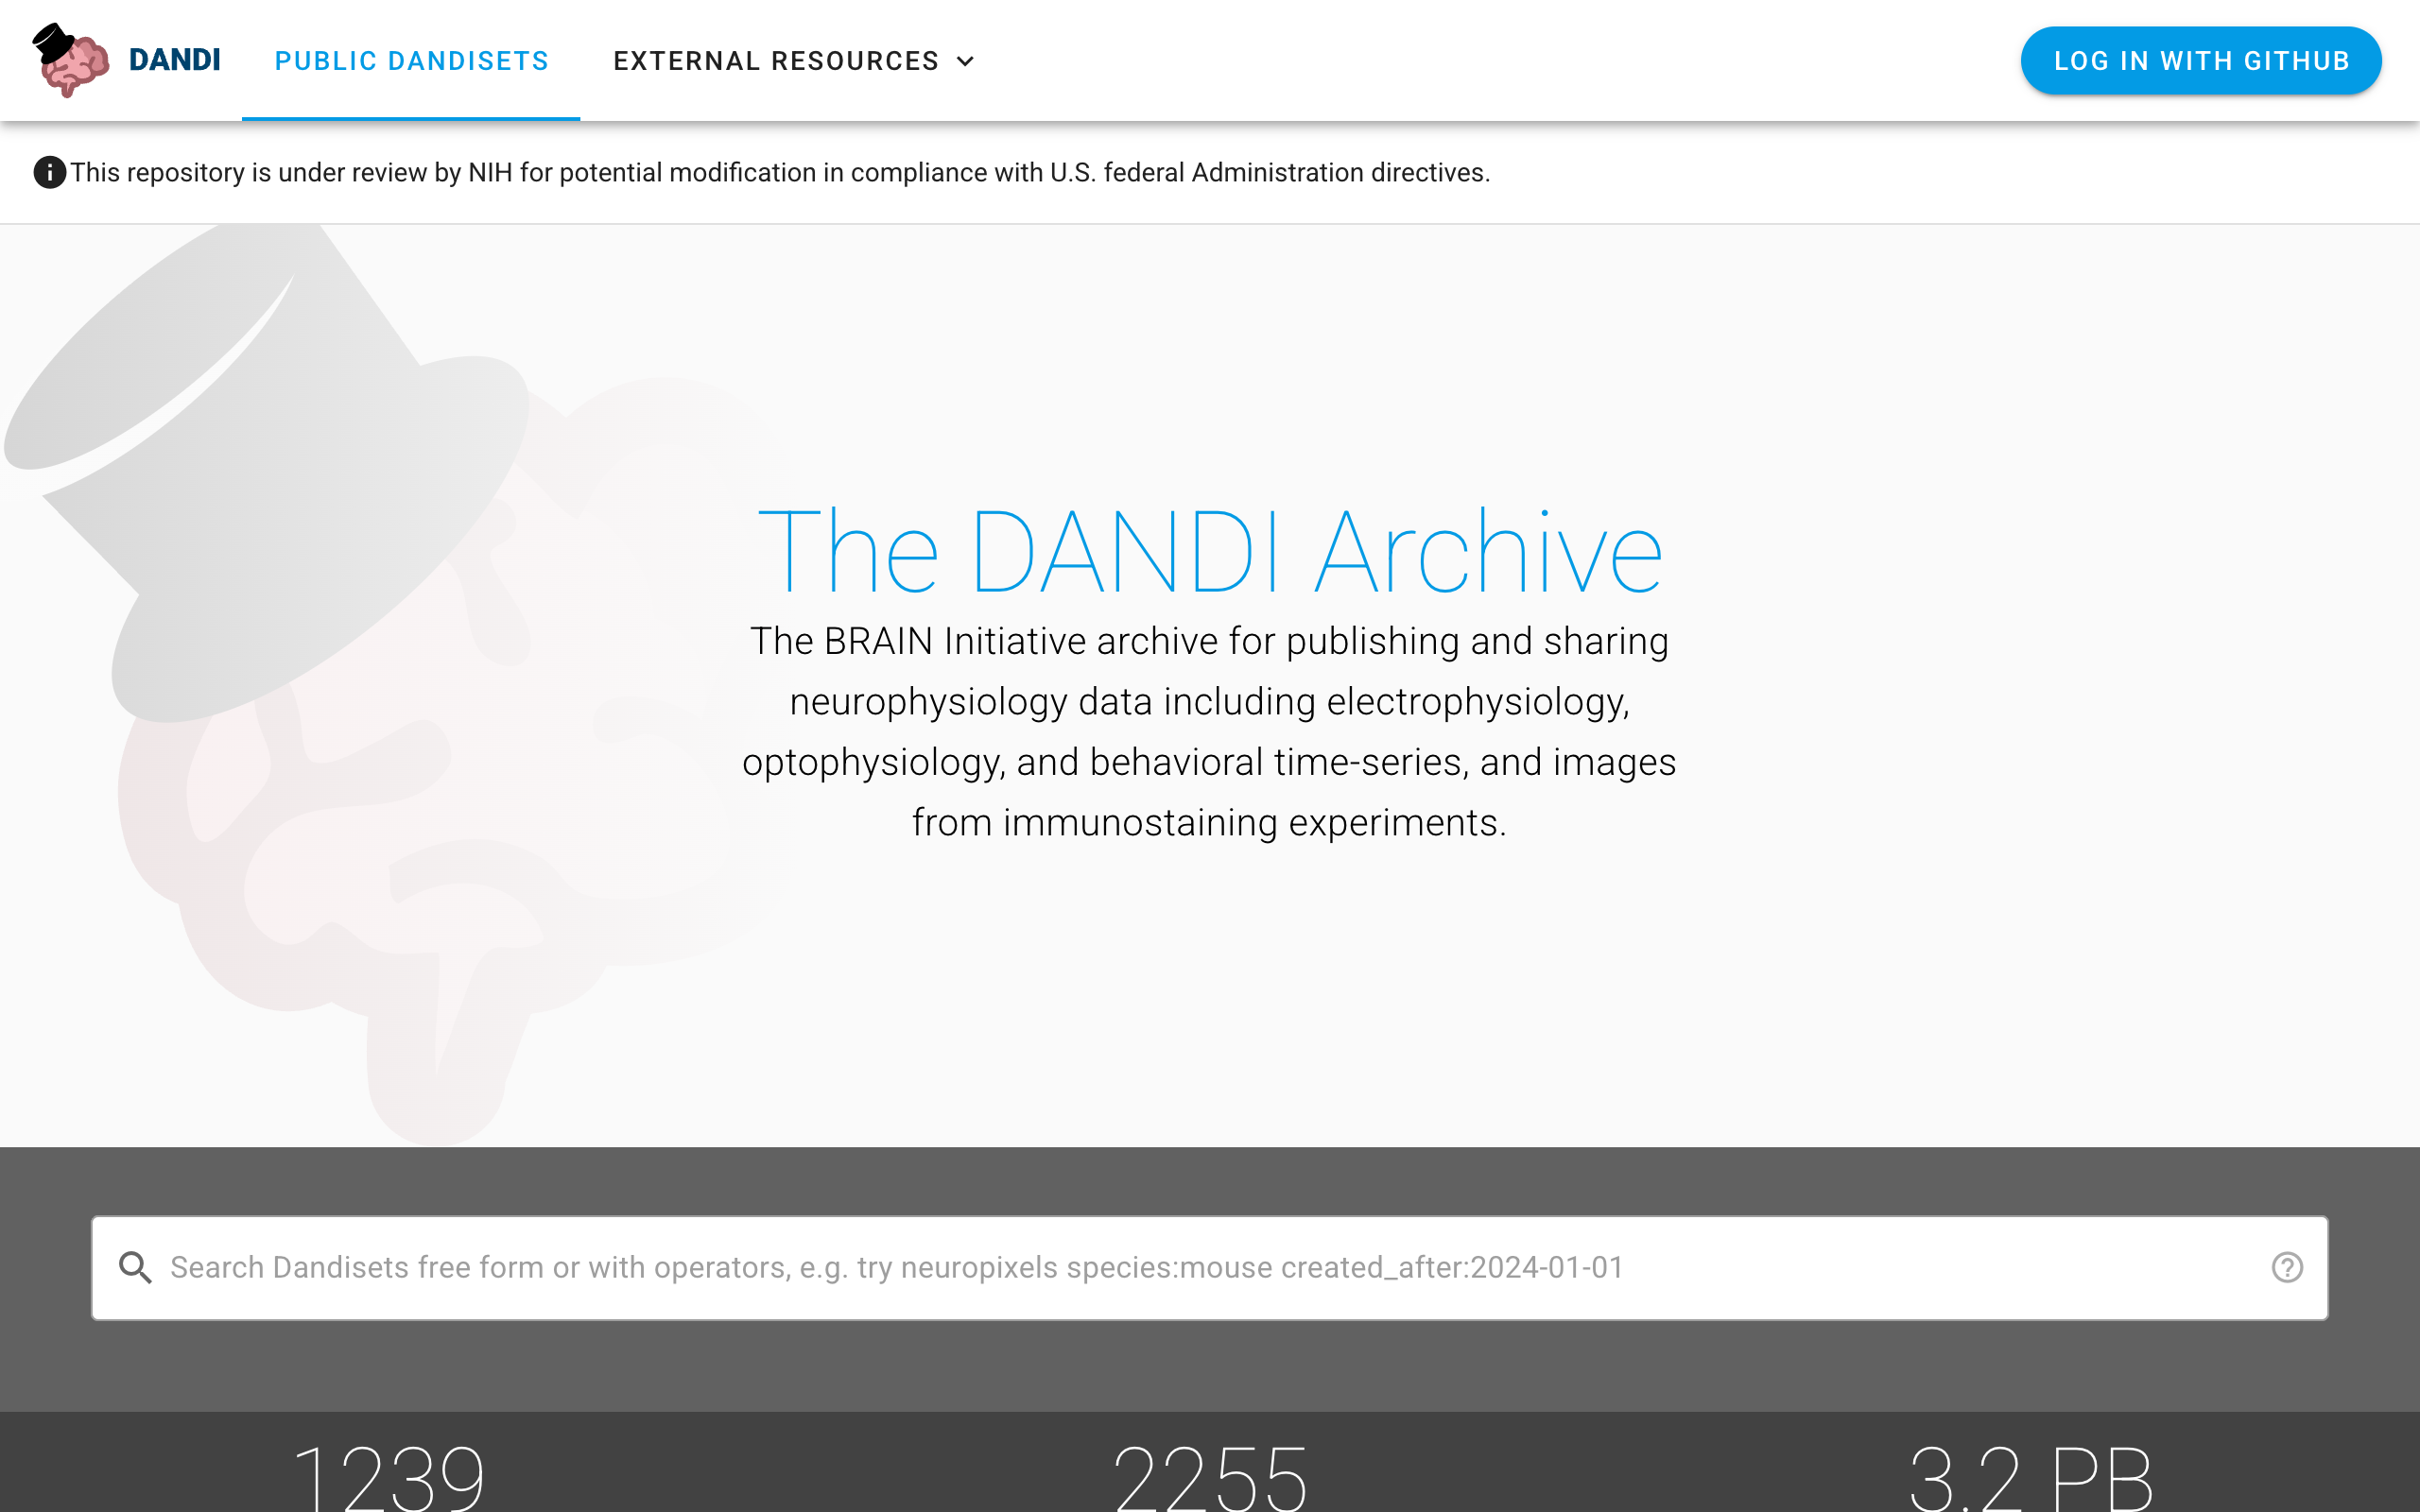 DANDI
PUBLIC DANDISETS
EXTERNAL RESOURCES
LOG IN WITH GITHUB
This repository is under review by NIH for potential modification in compliance with U.S. federal Administration directives.
The DANDI Archive
The BRAIN Initiative archive for publishing and sharing
neurophysiology data including electrophysiology,
optophysiology, and behavioral time-series, and images
from immunostaining experiments.
Search Dandisets free form or with operators, e.g. try neuropixels species:mouse created_after:2024-01-01
1239
2255
3.2 PB